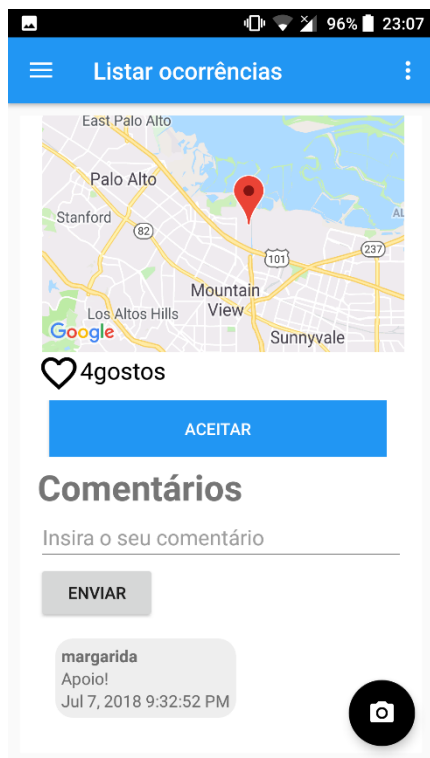 96% 23:07
Listar ocorrências
East Palo Alto
Palo Alto
Stanford
82
AL
237
101
Mountain
View
Los Altos Hills
Google
Sunnyvale
4gostos
ACEITAR
Comentários
Insira o seu comentário
ENVIAR
margarida
Apoio!
Jul 7, 2018 9:32:52 PM